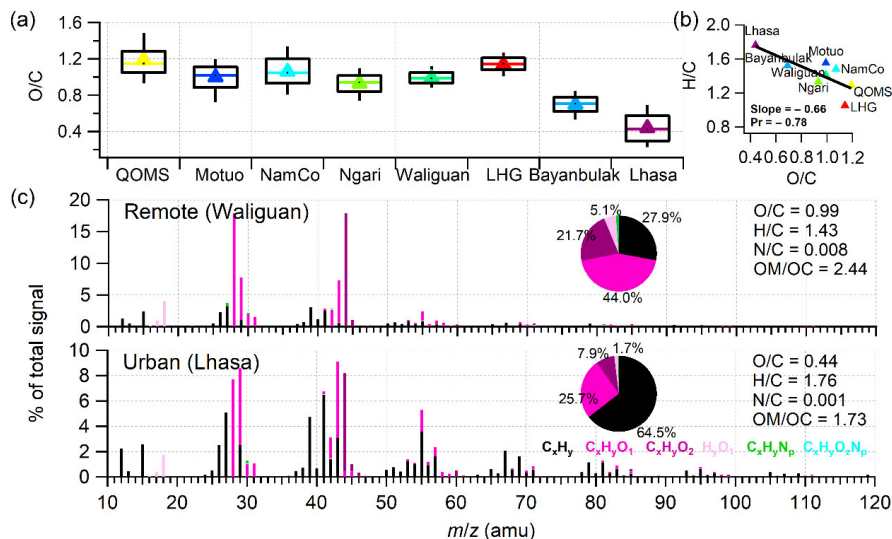 (a)
1.6
1.2
0.8
0.4
O/C
QOMS Motuo NamCo Ngari Waliguan LHG Bayanbulak Lhasa
(b)
2.0
1.6
1.2
0.8
H/C
Lhasa
Motuo
Bayanbulak
NamCo
Waliguan
Ngari
QOMS
LHG
Slope = - 0.66
Pr = - 0.78
0.4 0.6 0.8 1.0 1.2
O/C
(c)
20
15
10
5
0
Remote (Waliguan)
5.1%
27.9%
21.7%
44.0%
O/C = 0.99
H/C = 1.43
N/C = 0.008
OM/OC = 2.44
% of total signal
10
8
6
4
2
0
Urban (Lhasa)
7.9%
1.7%
25.7%
64.5%
O/C = 0.44
H/C = 1.76
N/C = 0.001
OM/OC = 1.73
CxHy CxHyO1 CxHyO2 HyO1 CxHyNp CxHyOzNp
10 20 30 40 50 60 70 80 90 100 110 120
m/z (amu)